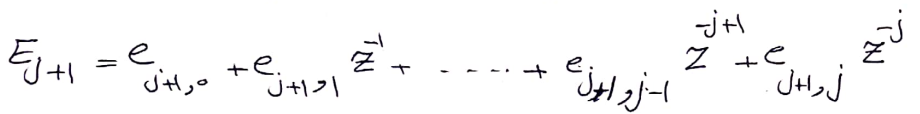 E_{j+1} = e_{j+1,0} + e_{j+1,1} z^{-1} + ..... + e_{j+1,j-1} z^{-j+1} + e_{j+1,j} z^{-j}